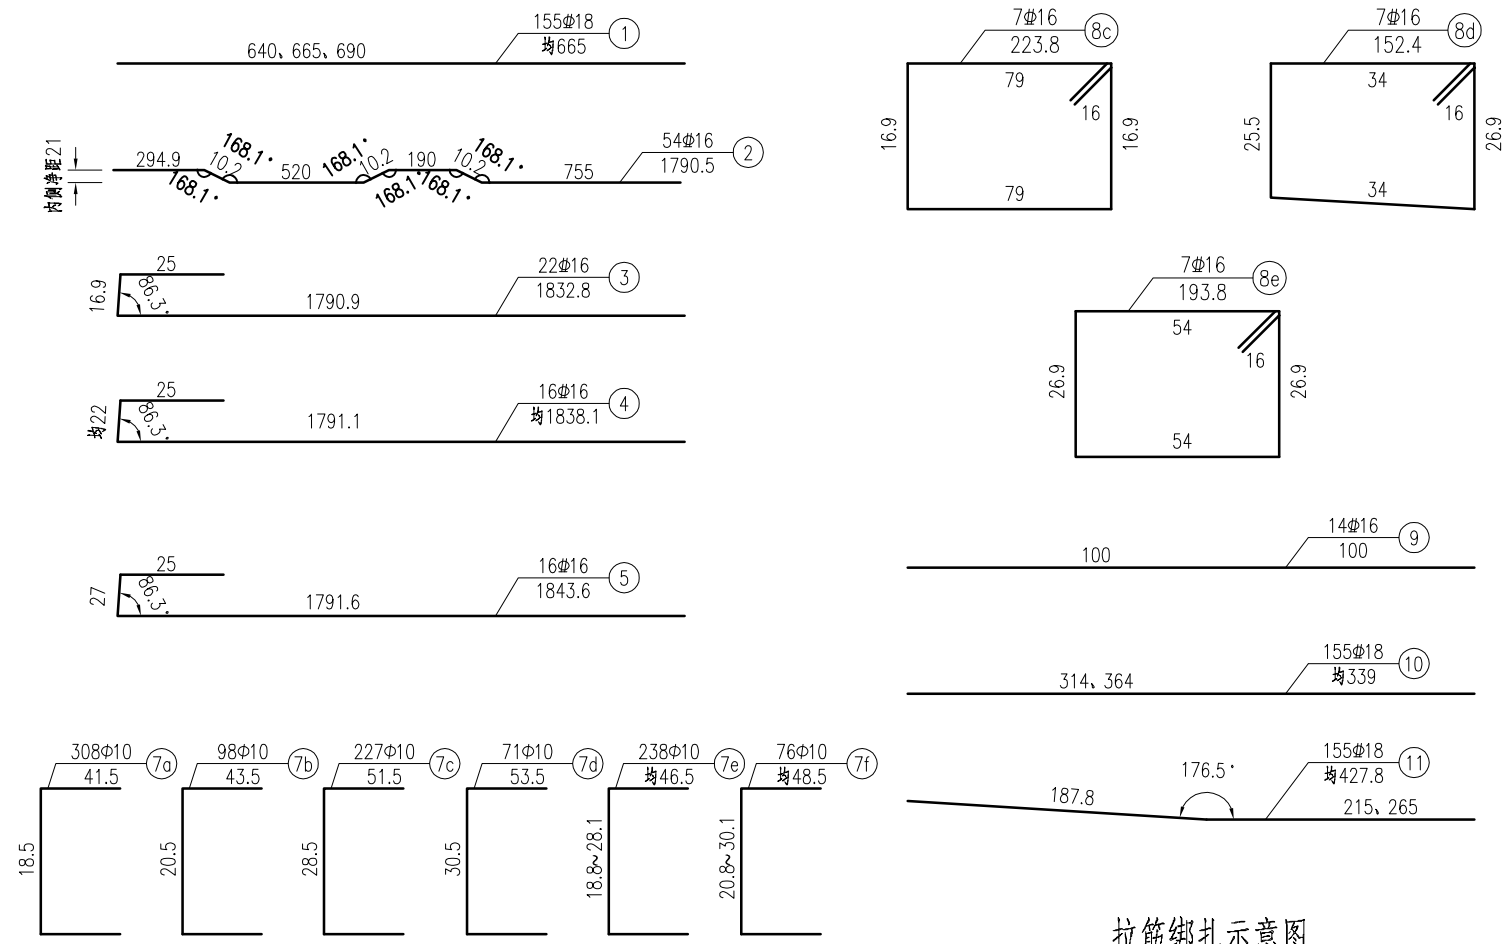 155Φ18 ①
均665
640、665、690
54Φ16 ②
1790.5
内侧净距21
294.9 168.1° 10.2 168.1° 520 168.1° 10.2 168.1° 190 168.1° 10.2 168.1° 755
22Φ16 ③
1832.8
25
16.9 86.3° 1790.9
16Φ16 ④
均1838.1
25
均22 86.3° 1791.1
16Φ16 ⑤
1843.6
25
27 86.3° 1791.6
308Φ10 7a
41.5
18.5
98Φ10 7b
43.5
20.5
227Φ10 7c
51.5
28.5
71Φ10 7d
53.5
30.5
238Φ10 7e
均46.5
18.8~28.1
76Φ10 7f
均48.5
20.8~30.1
7Φ16 8c
223.8
79
16
16.9 16.9
79
7Φ16 8d
152.4
34
16
25.5 26.9
34
7Φ16 8e
193.8
54
16
26.9 26.9
54
14Φ16 ⑨
100
100
155Φ18 ⑩
均339
314、364
155Φ18 ⑪
均427.8
176.5°
187.8 215、265
拉筋绑扎示意图